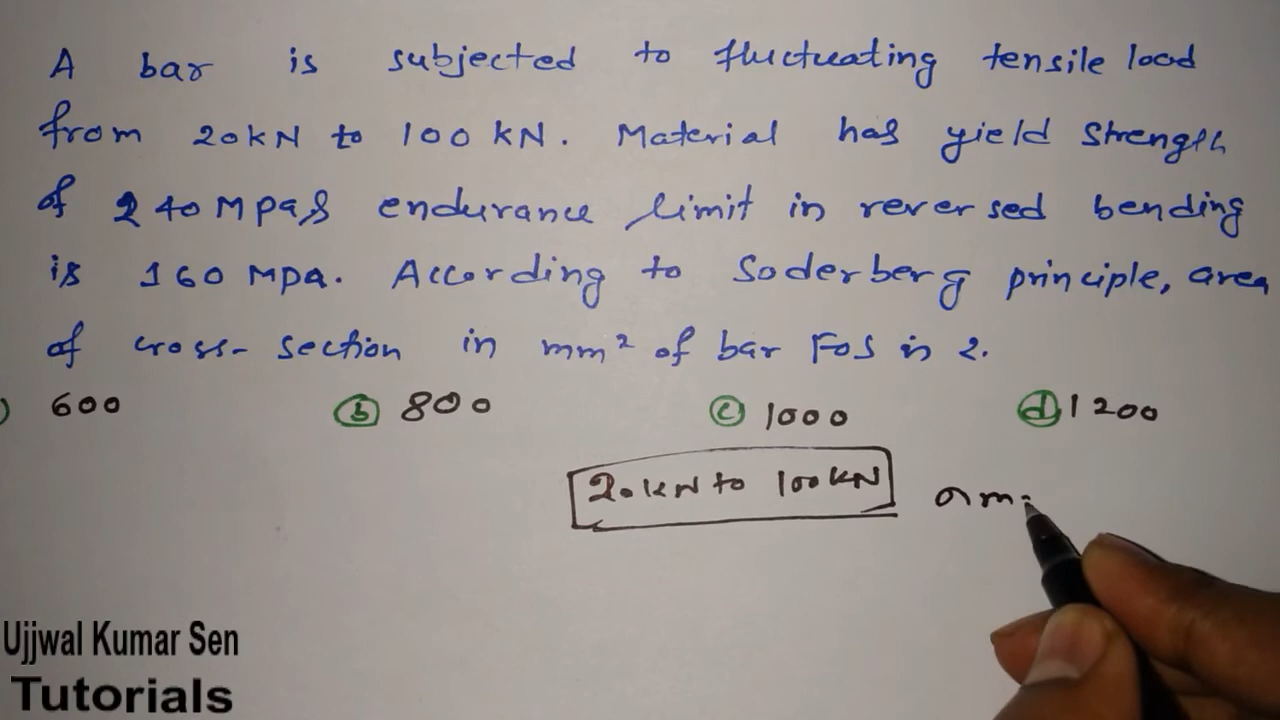 A bar is subjected to fluctuating tensile load
from 20kN to 100 kN. Material has yield strength
of 240 MPa & endurance limit in reversed bending
is 160 MPa. According to Soderberg principle, area
of cross-section in mm² of bar FOS is 2.
) 600 (b) 800 (c) 1000 (d) 1200
20kN to 100kN σm=
Ujjwal Kumar Sen
Tutorials